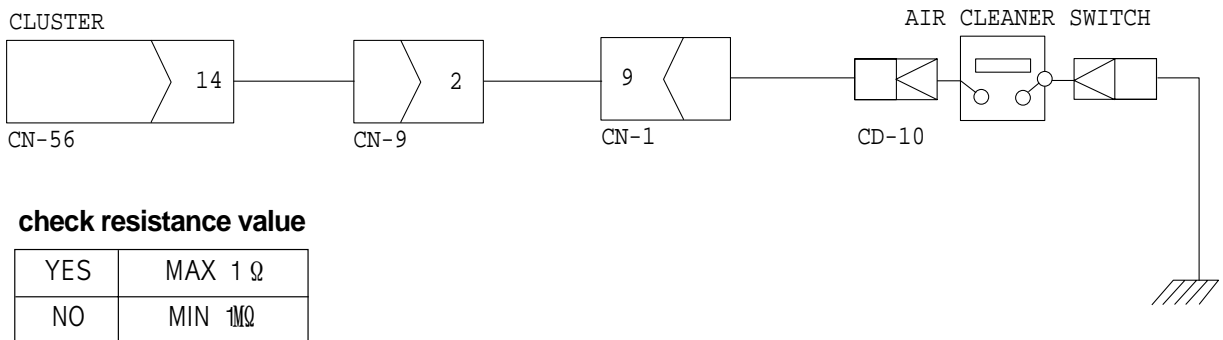 CLUSTER
AIR CLEANER SWITCH
14
2
9
CN-56
CN-9
CN-1
CD-10
check resistance value
YES MAX 1 Ω
NO MIN 1MΩ